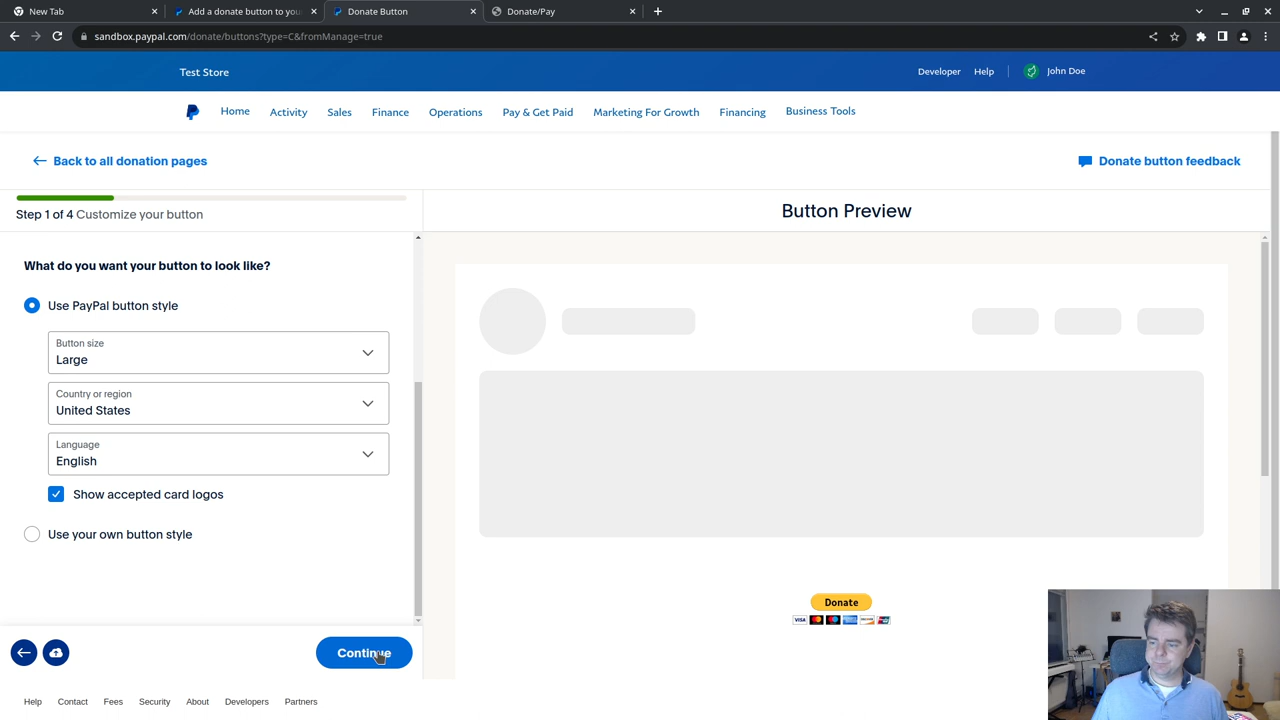 New Tab
Add a donate button to you
Donate Button
Donate/Pay
sandbox.paypal.com/donate/buttons?type=C&fromManage=true
Test Store
Developer Help John Doe
Home Activity Sales Finance Operations Pay & Get Paid Marketing For Growth Financing Business Tools
Back to all donation pages
Donate button feedback
Step 1 of 4 Customize your button
Button Preview
What do you want your button to look like?
Use PayPal button style
Button size
Large
Country or region
United States
Language
English
Show accepted card logos
Use your own button style
Donate
VISA
Continue
Help Contact Fees Security About Developers Partners